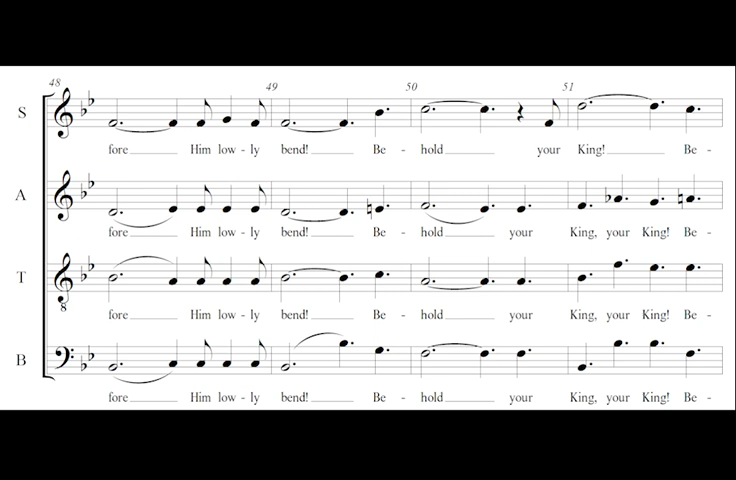 48 49 50 51
S
fore Him low - ly bend! Be - hold your King! Be -
A
fore Him low - ly bend! Be - hold your King, your King! Be -
T
8
fore Him low - ly bend! Be - hold your King, your King! Be -
B
fore Him low - ly bend! Be - hold your King, your King! Be -